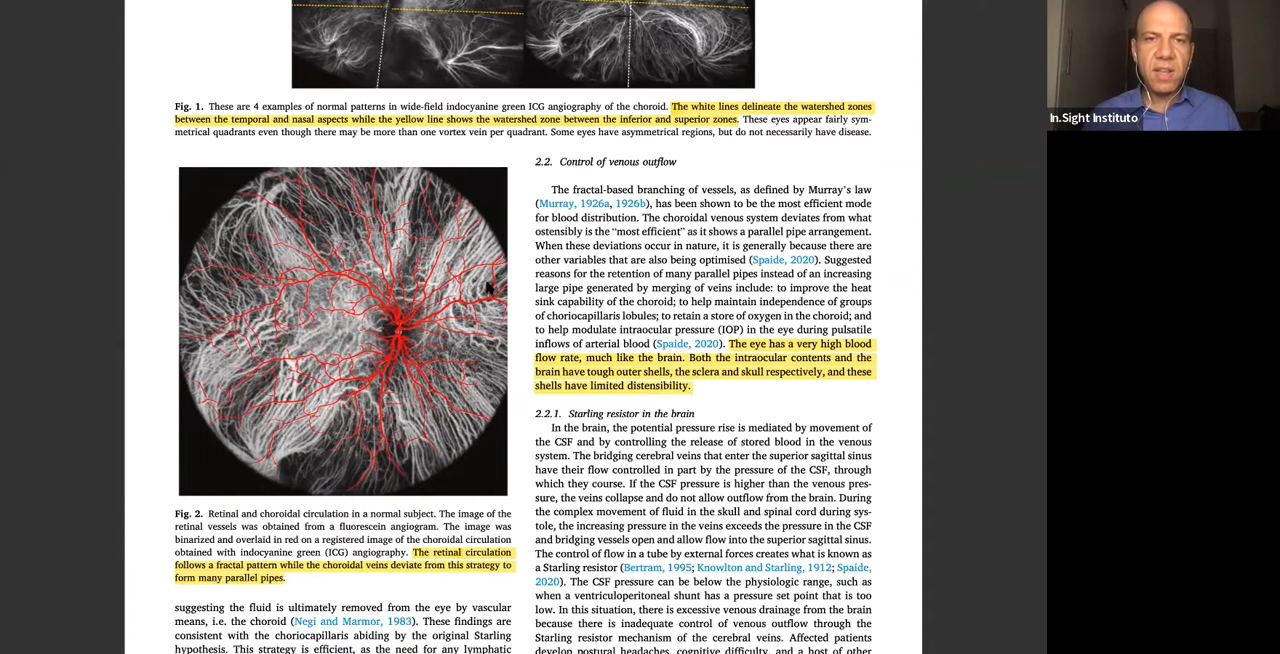 Fig. 1. These are 4 examples of normal patterns in wide-field indocyanine green ICG angiography of the choroid. The white lines delineate the watershed zones
between the temporal and nasal aspects while the yellow line shows the watershed zone between the inferior and superior zones. These eyes appear fairly sym-
metrical quadrants even though there may be more than one vortex vein per quadrant. Some eyes have asymmetrical regions, but do not necessarily have disease.
Fig. 2. Retinal and choroidal circulation in a normal subject. The image of the
retinal vessels was obtained from a fluorescein angiogram. The image was
binarized and overlaid in red on a registered image of the choroidal circulation
obtained with indocyanine green (ICG) angiography. The retinal circulation
follows a fractal pattern while the choroidal veins deviate from this strategy to
form many parallel pipes.
suggesting the fluid is ultimately removed from the eye by vascular
means, i.e. the choroid (Negi and Marmor, 1983). These findings are
consistent with the choriocapillaris abiding by the original Starling
hypothesis. This strategy is efficient, as the need for any lymphatic
2.2. Control of venous outflow
The fractal-based branching of vessels, as defined by Murray's law
(Murray, 1926a, 1926b), has been shown to be the most efficient mode
for blood distribution. The choroidal venous system deviates from what
ostensibly is the "most efficient" as it shows a parallel pipe arrangement.
When these deviations occur in nature, it is generally because there are
other variables that are also being optimised (Spaide, 2020). Suggested
reasons for the retention of many parallel pipes instead of an increasing
large pipe generated by merging of veins include: to improve the heat
sink capability of the choroid; to help maintain independence of groups
of choriocapillaris lobules; to retain a store of oxygen in the choroid; and
to help modulate intraocular pressure (IOP) in the eye during pulsatile
inflows of arterial blood (Spaide, 2020). The eye has a very high blood
flow rate, much like the brain. Both the intraocular contents and the
brain have tough outer shells, the sclera and skull respectively, and these
shells have limited distensibility.
2.2.1. Starling resistor in the brain
In the brain, the potential pressure rise is mediated by movement of
the CSF and by controlling the release of stored blood in the venous
system. The bridging cerebral veins that enter the superior sagittal sinus
have their flow controlled in part by the pressure of the CSF, through
which they course. If the CSF pressure is higher than the venous pres-
sure, the veins collapse and do not allow outflow from the brain. During
the complex movement of fluid in the skull and spinal cord during sys-
tole, the increasing pressure in the veins exceeds the pressure in the CSF
and bridging vessels open and allow flow into the superior sagittal sinus.
The control of flow in a tube by external forces creates what is known as
a Starling resistor (Bertram, 1995; Knowlton and Starling, 1912; Spaide,
2020). The CSF pressure can be below the physiologic range, such as
when a ventriculoperitoneal shunt has a pressure set point that is too
low. In this situation, there is excessive venous drainage from the brain
because there is inadequate control of venous outflow through the
Starling resistor mechanism of the cerebral veins. Affected patients
develop postural headaches, cognitive difficulty, and a host of other
In.Sight Instituto